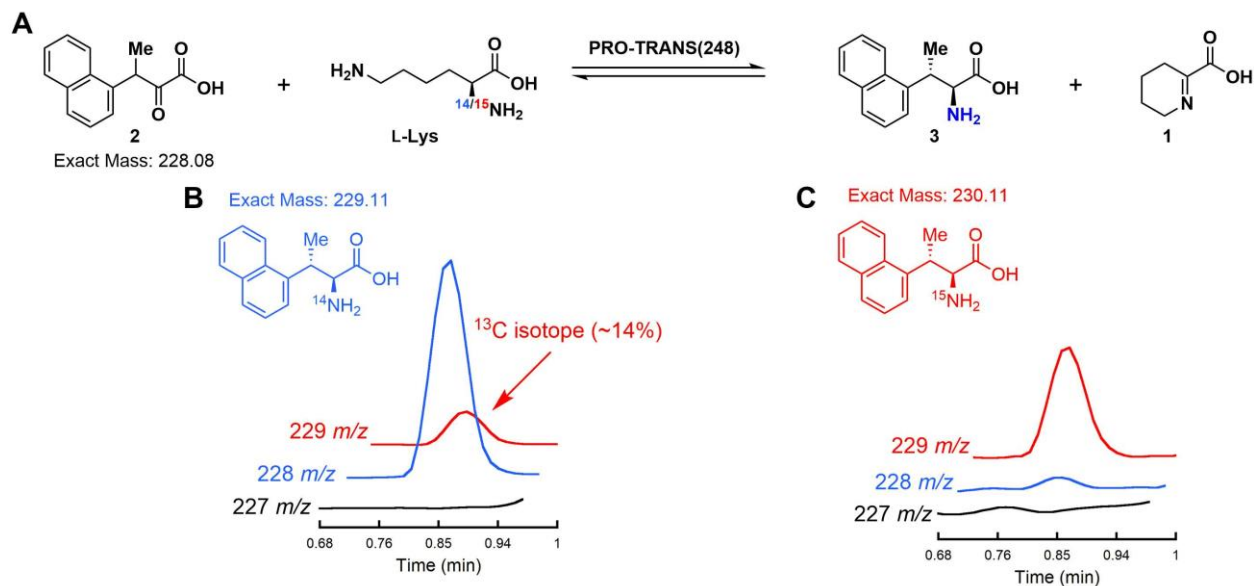 A
Me
O
OH
O
2
Exact Mass: 228.08
+
NH₂
O
OH
14/15NH₂
L-Lys
PRO-TRANS(248)
Me
O
OH
NH₂
3
+
O
OH
N
1
B
Exact Mass: 229.11
Me
O
OH
¹⁴NH₂
¹³C isotope (~14%)
229 m/z
228 m/z
227 m/z
0.68 0.76 0.85 0.94 1
Time (min)
C
Exact Mass: 230.11
Me
O
OH
¹⁵NH₂
229 m/z
228 m/z
227 m/z
0.68 0.76 0.85 0.94 1
Time (min)